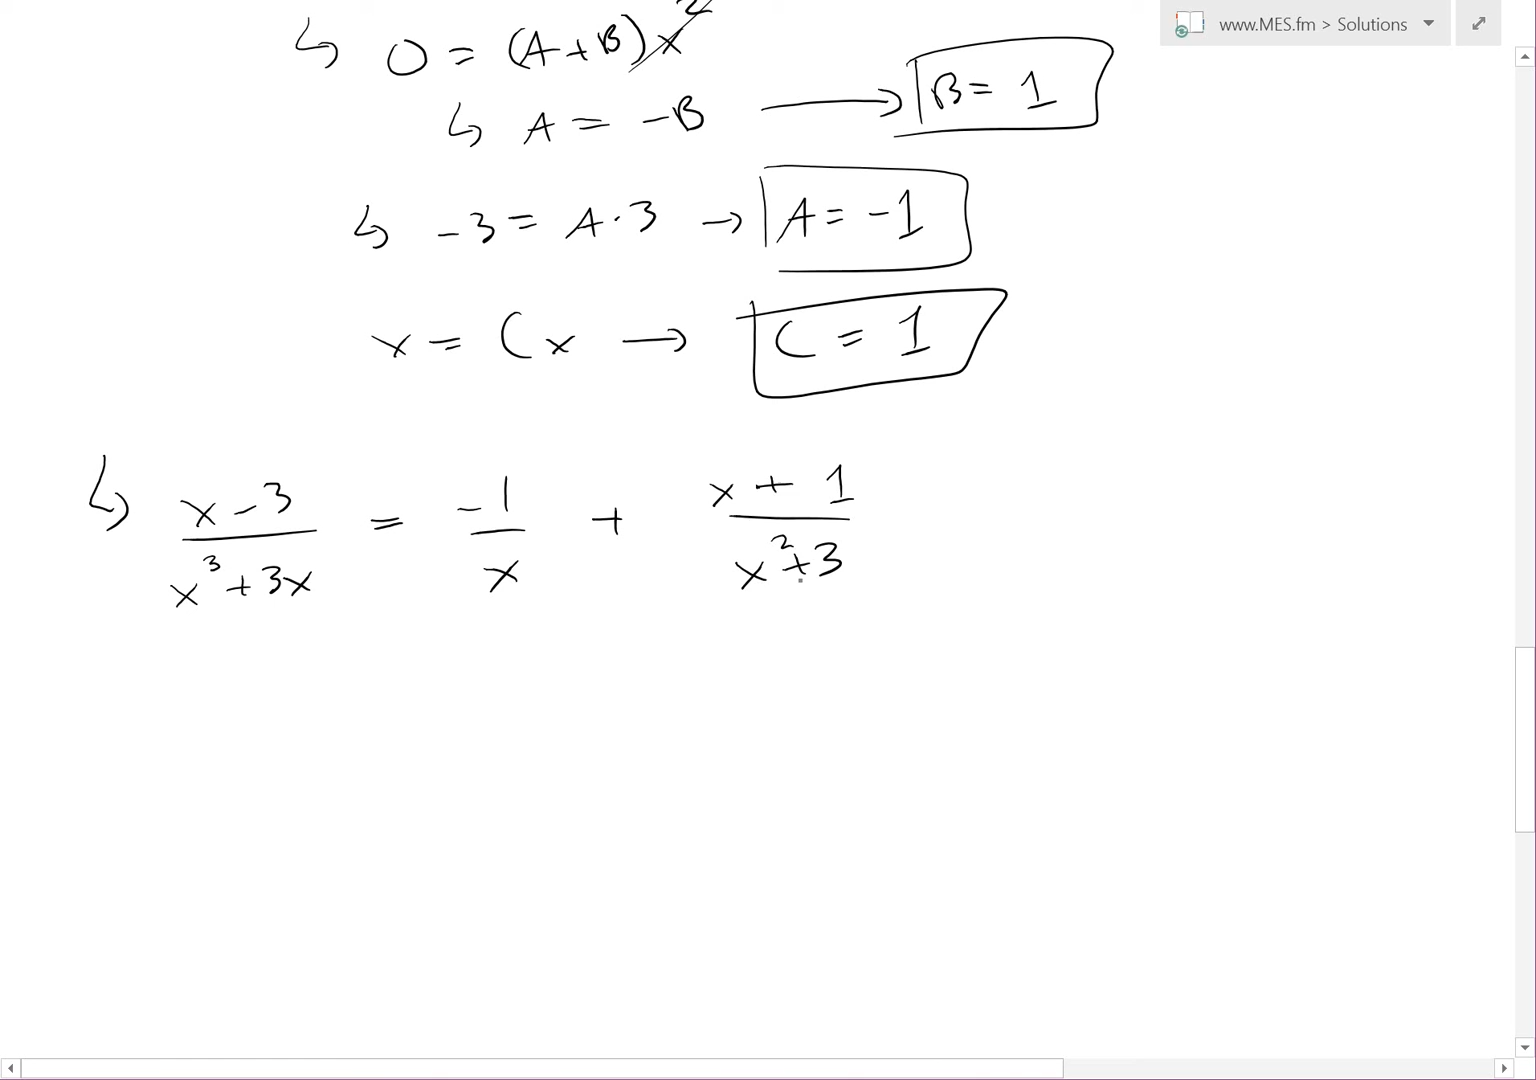 www.MES.fm > Solutions
↳ 0 = (A+B)x²
↳ A = -B → B = 1
↳ -3 = A·3 → A = -1
x = Cx → C = 1
↳ (x-3)/(x³+3x) = -1/x + (x+1)/(x²+3)